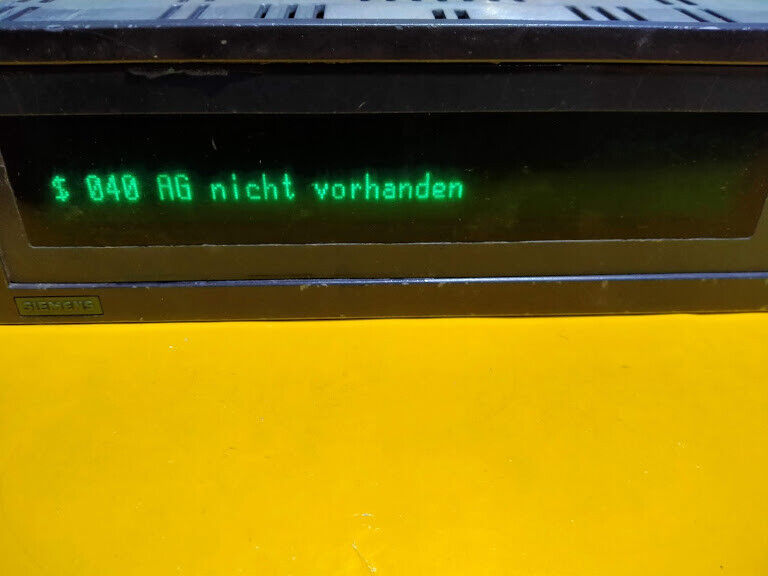 $ 040 AG nicht vorhanden
SIEMENS